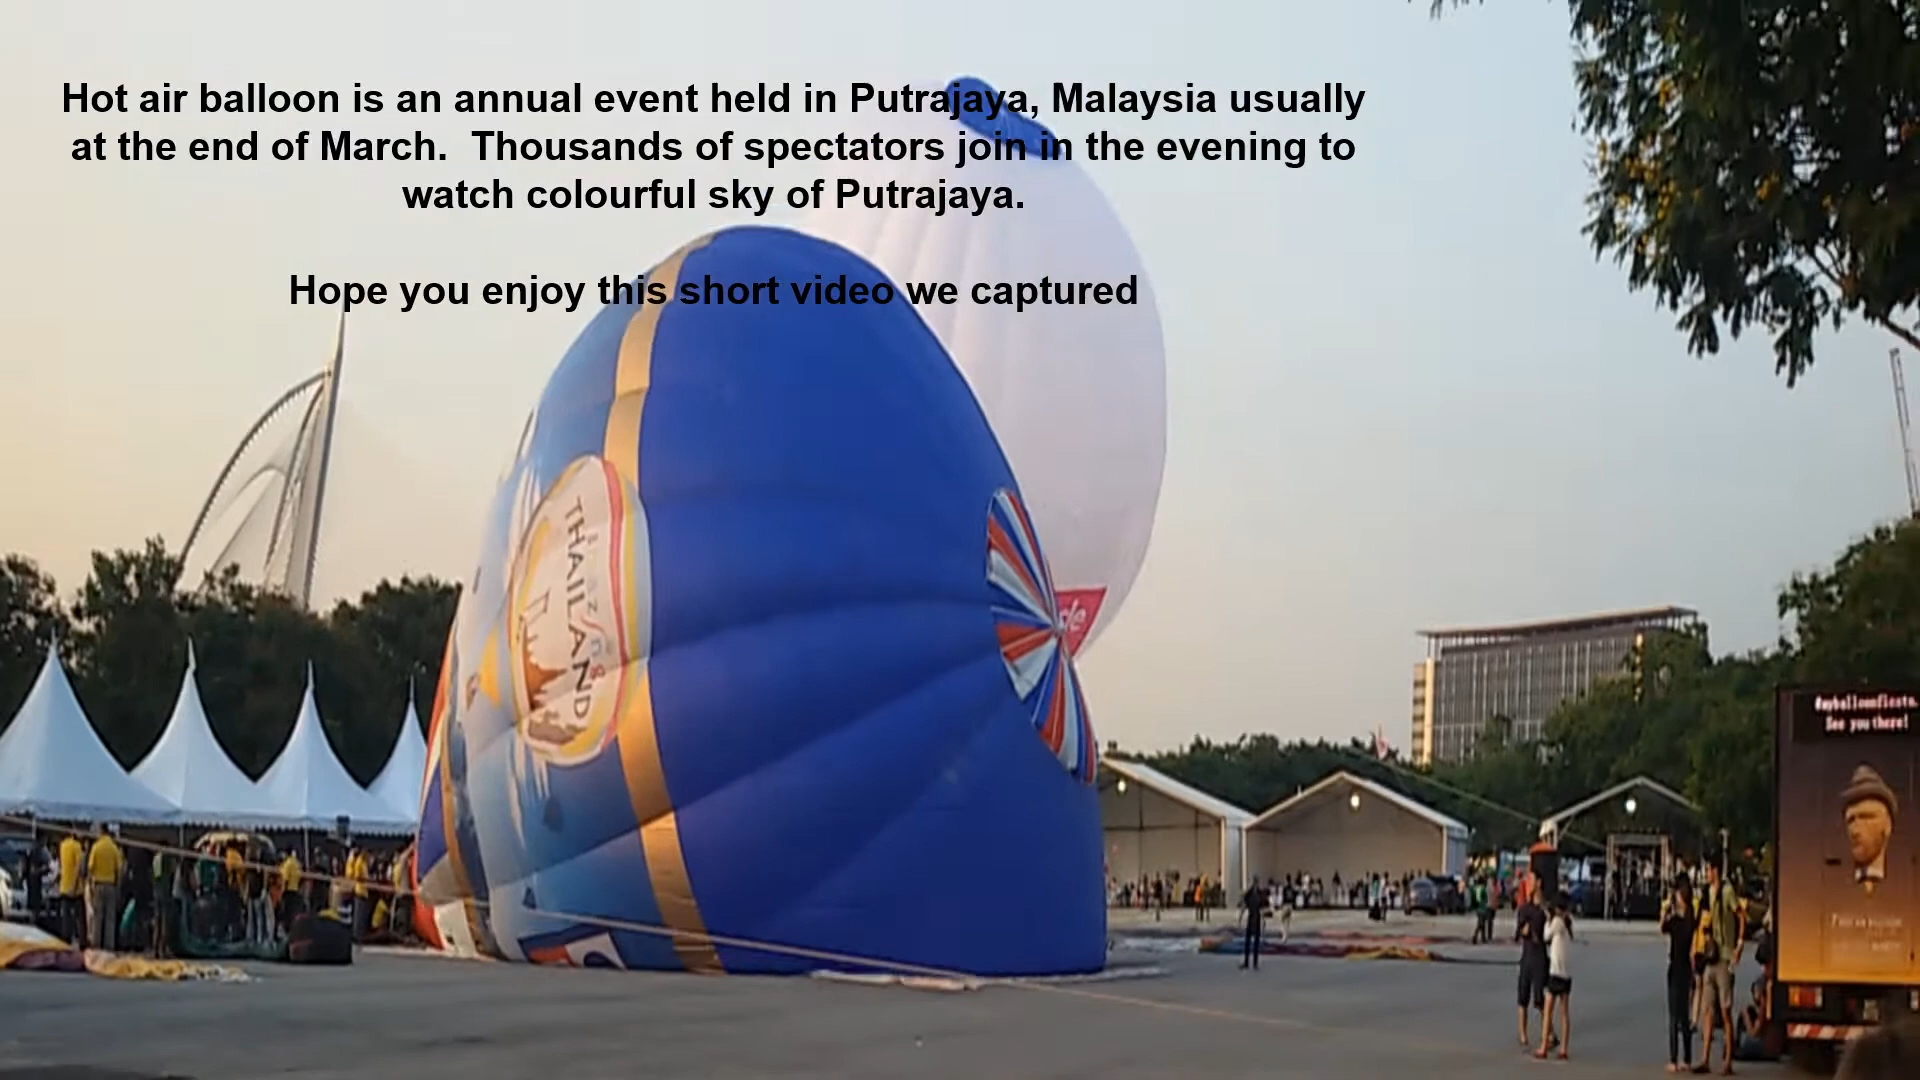 Hot air balloon is an annual event held in Putrajaya, Malaysia usually
at the end of March.  Thousands of spectators join in the evening to
watch colourful sky of Putrajaya.
Hope you enjoy this short video we captured
Amazing
THAILAND
#myballoonfiesta.
See you there!